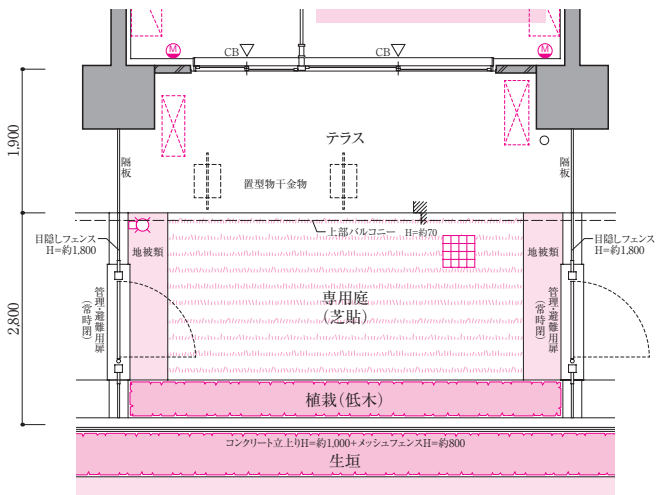 M
CB
CB
M
1,900
テラス
隔板
隔板
置型物干金物
目隠しフェンス
H=約1,800
地被類
上部バルコニー
H=約70
地被類
目隠しフェンス
H=約1,800
2,800
管理・避難用扉
(常時閉)
専用庭
(芝貼)
管理・避難用扉
(常時閉)
植栽(低木)
コンクリート立上りH=約1,000+メッシュフェンスH=約800
生垣